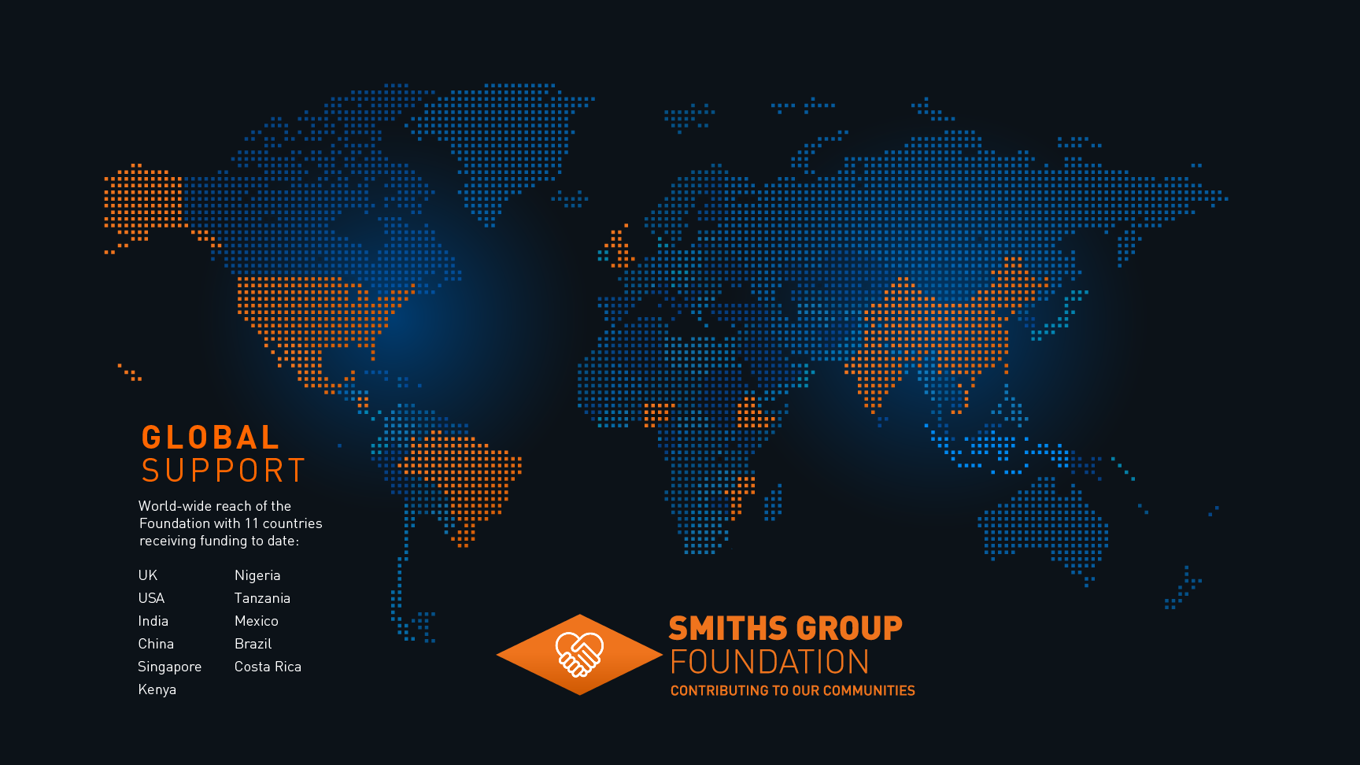 GLOBAL
SUPPORT
World-wide reach of the
Foundation with 11 countries
receiving funding to date:
UK
USA
India
China
Singapore
Kenya
Nigeria
Tanzania
Mexico
Brazil
Costa Rica
SMITHS GROUP
FOUNDATION
CONTRIBUTING TO OUR COMMUNITIES